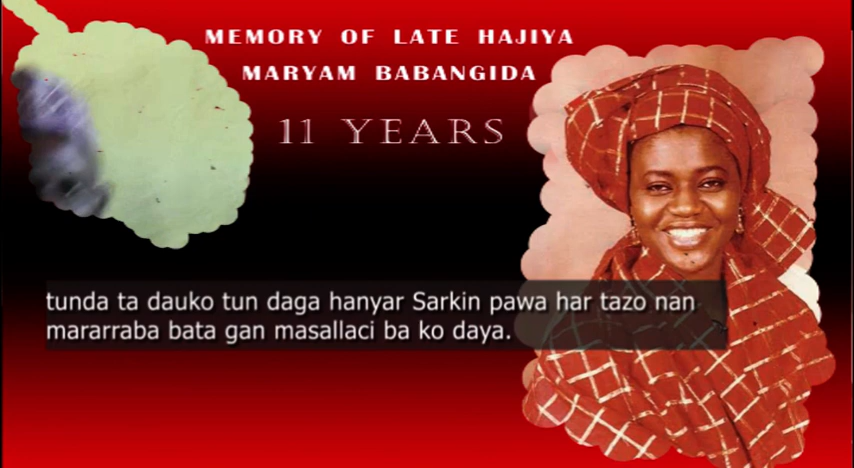 MEMORY OF LATE HAJIYA
MARYAM BABANGIDA
11 YEARS
tunda ta dauko tun daga hanyar Sarkin pawa har tazo nan
mararraba bata gan masallaci ba ko daya.